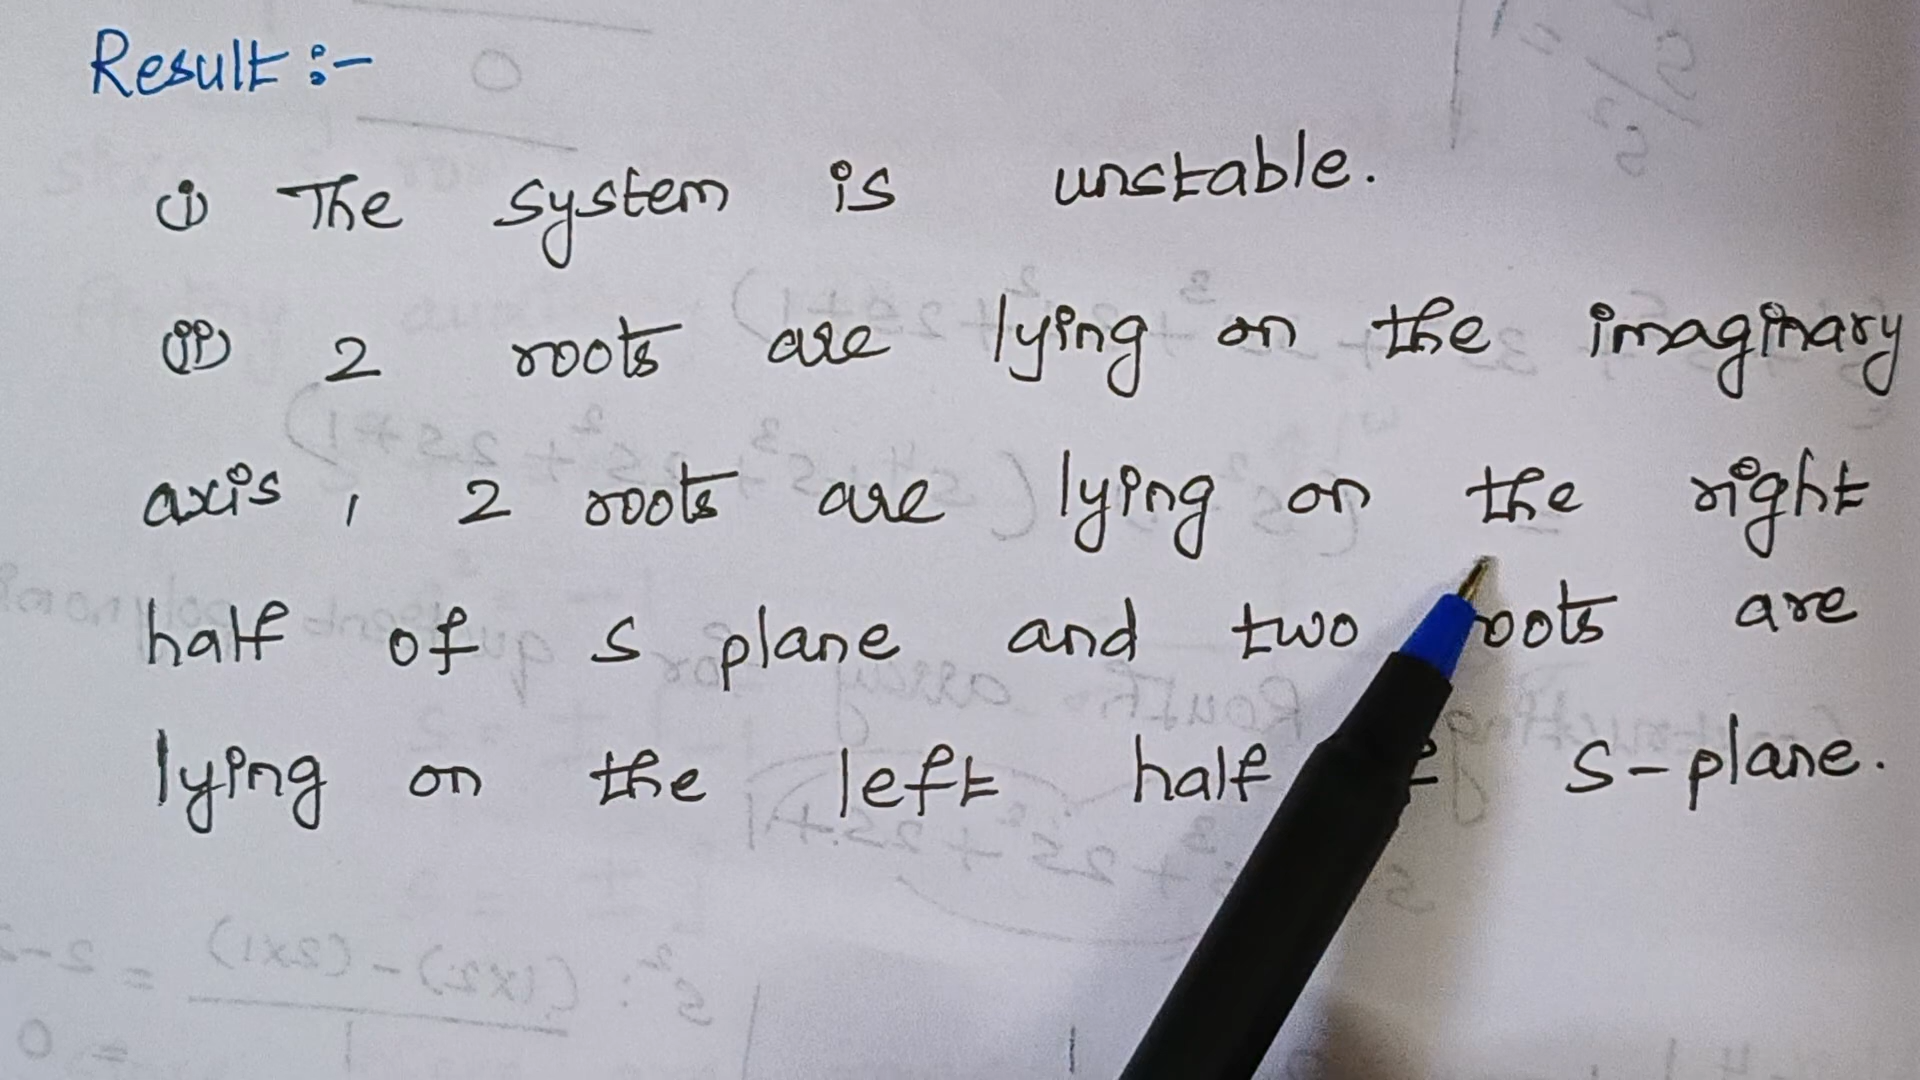 Result :-
(i) The system is unstable.
(ii) 2 roots are lying on the imaginary
axis, 2 roots are lying on the right
half of s plane and two roots are
lying on the left half s-plane.